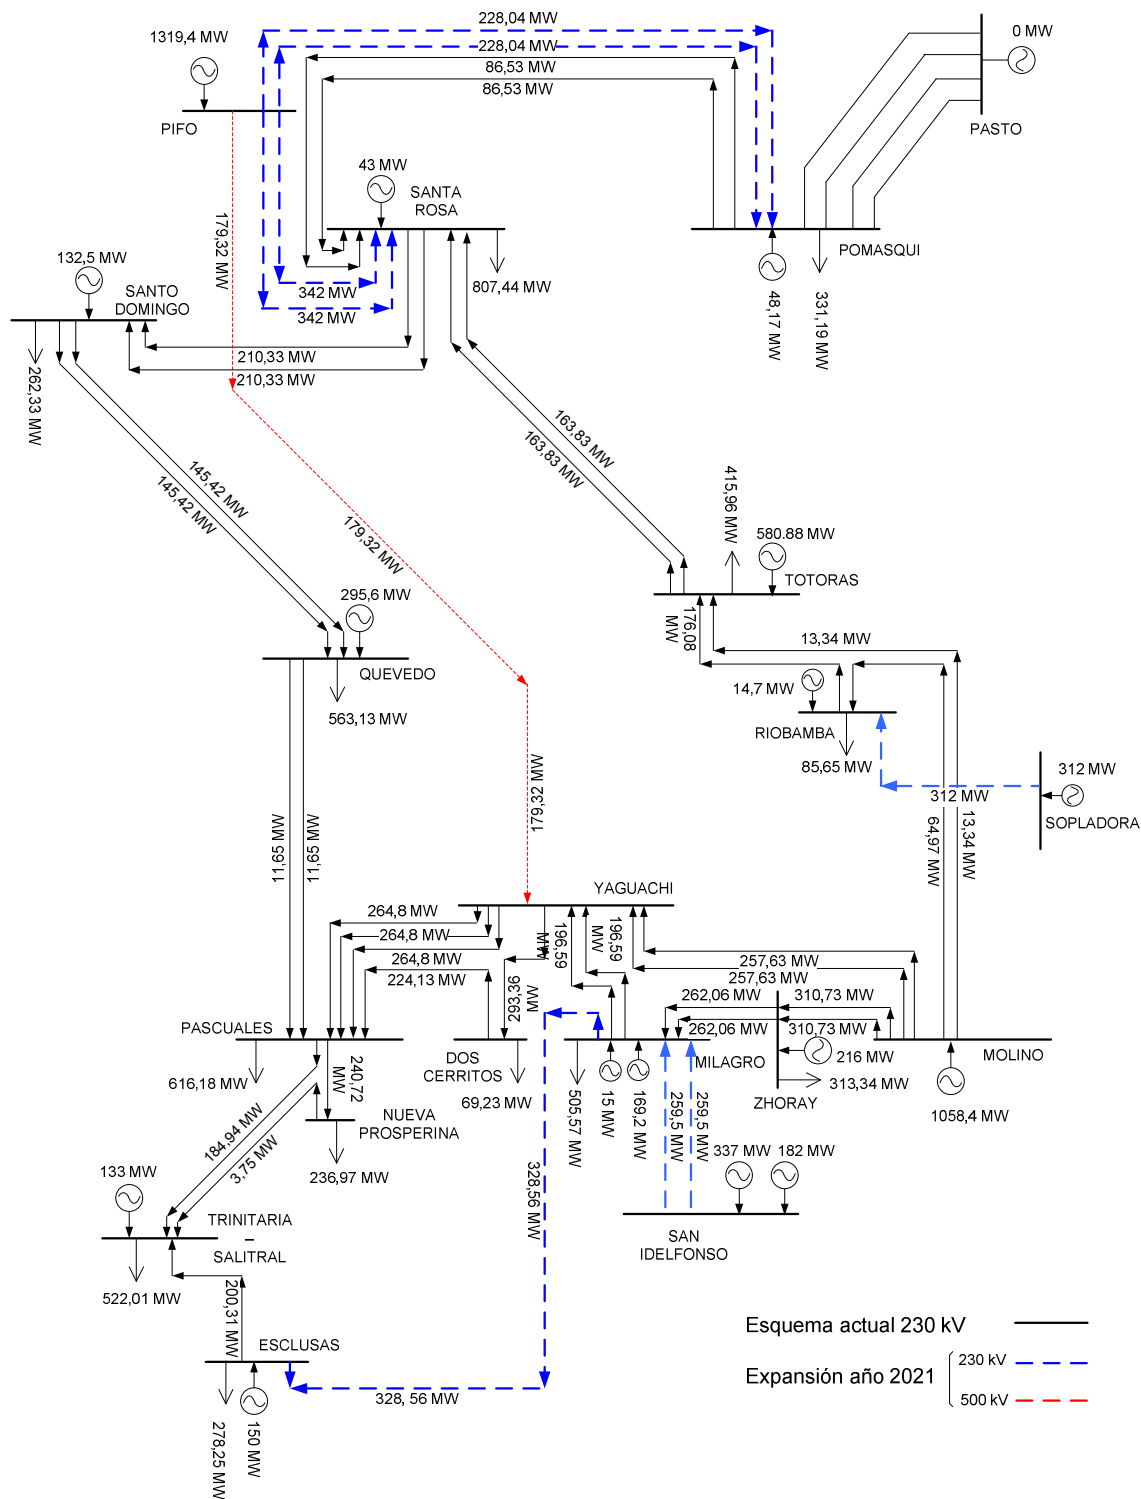 228,04 MW
1319,4 MW
0 MW
228,04 MW
86,53 MW
86,53 MW
PIFO
PASTO
43 MW
SANTA
ROSA
179,32 MW
POMASQUI
132,5 MW
SANTO
DOMINGO
342 MW
342 MW
807,44 MW
48,17 MW
331,19 MW
210,33 MW
210,33 MW
262,33 MW
163,83 MW
163,83 MW
145,42 MW
145,42 MW
179,32 MW
415,96 MW
580.88 MW
TOTORAS
295,6 MW
176,08
MW
13,34 MW
QUEVEDO
14,7 MW
563,13 MW
RIOBAMBA
85,65 MW
312 MW
312 MW
SOPLADORA
179,32 MW
11,65 MW
11,65 MW
64,97 MW
13,34 MW
YAGUACHI
264,8 MW
264,8 MW
264,8 MW
224,13 MW
196,59
MW
196,59
MW
257,63 MW
257,63 MW
293,36
MW
262,06 MW
310,73 MW
262,06 MW
310,73 MW
PASCUALES
DOS
CERRITOS
MILAGRO
216 MW
MOLINO
616,18 MW
240,72
MW
69,23 MW
505,57 MW
15 MW
169,2 MW
259,5 MW
259,5 MW
313,34 MW
ZHORAY
1058,4 MW
NUEVA
PROSPERINA
184,94 MW
3,75 MW
236,97 MW
337 MW
182 MW
133 MW
328,56 MW
TRINITARIA
–
SALITRAL
SAN
IDELFONSO
522,01 MW
200,31 MW
ESCLUSAS
328, 56 MW
278,25 MW
150 MW
Esquema actual 230 kV
Expansión año 2021
230 kV
500 kV